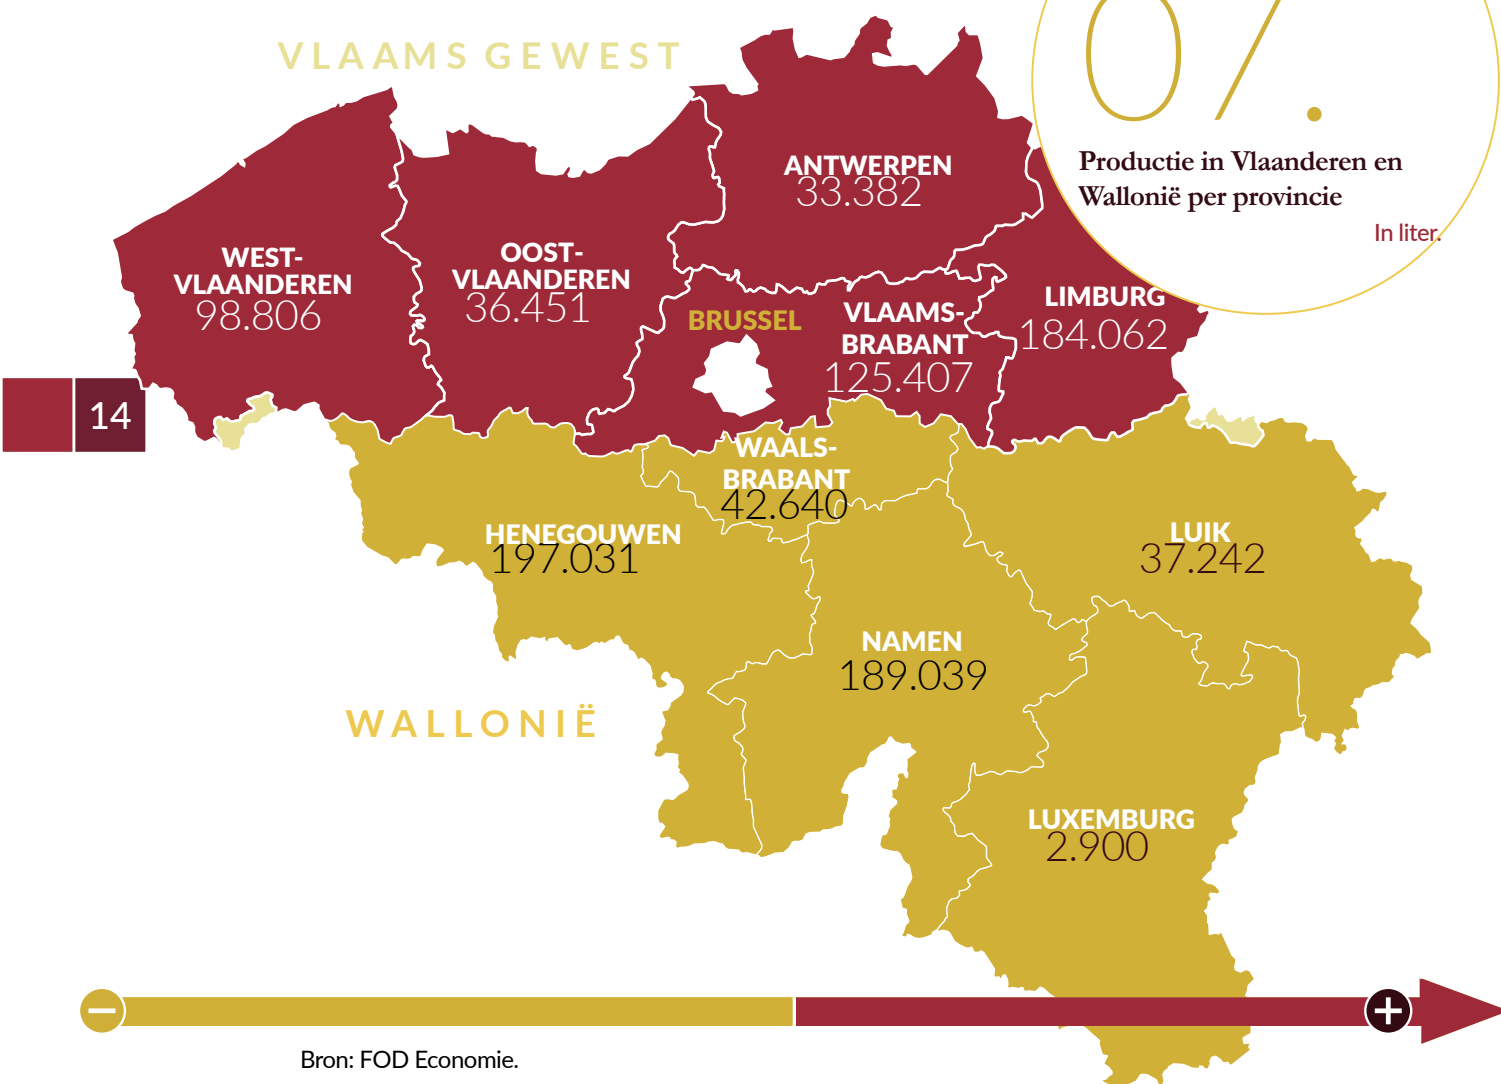 07.
Productie in Vlaanderen en
Wallonië per provincie
In liter.
VLAAMS GEWEST
ANTWERPEN
33.382
WEST-
VLAANDEREN
98.806
OOST-
VLAANDEREN
36.451
BRUSSEL
VLAAMS-
BRABANT
125.407
LIMBURG
184.062
14
WAALS-
BRABANT
42.640
HENEGOUWEN
197.031
LUIK
37.242
NAMEN
189.039
WALLONIË
LUXEMBURG
2.900
Bron: FOD Economie.